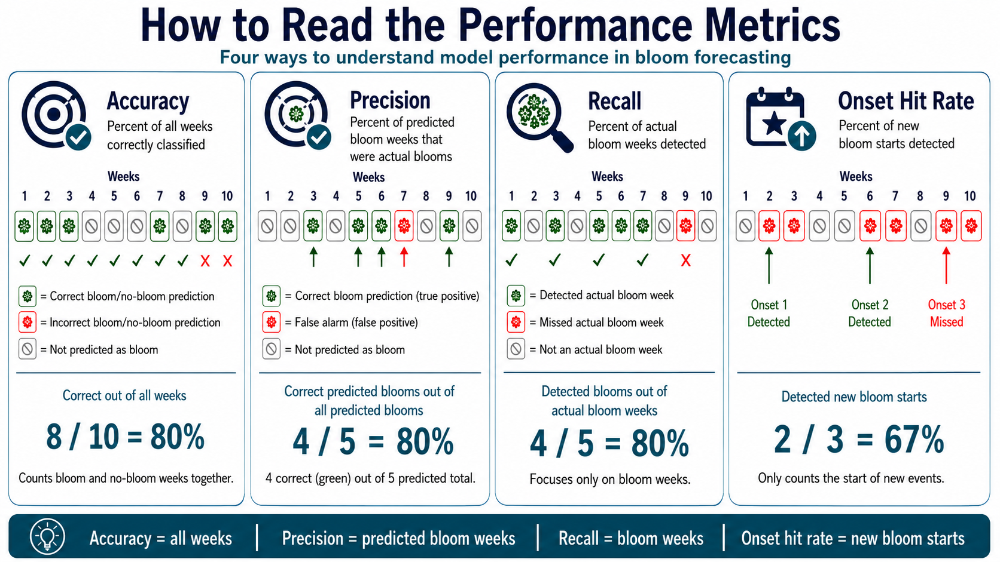 How to Read the Performance Metrics
Four ways to understand model performance in bloom forecasting
Accuracy
Percent of all weeks
correctly classified
Weeks
1 2 3 4 5 6 7 8 9 10
= Correct bloom/no-bloom prediction
= Incorrect bloom/no-bloom prediction
= Not predicted as bloom
Correct out of all weeks
8 / 10 = 80%
Counts bloom and no-bloom weeks together.
Precision
Percent of predicted
bloom weeks that
were actual blooms
Weeks
1 2 3 4 5 6 7 8 9 10
= Correct bloom prediction (true positive)
= False alarm (false positive)
= Not predicted as bloom
Correct predicted blooms out of
all predicted blooms
4 / 5 = 80%
4 correct (green) out of 5 predicted total.
Recall
Percent of actual
bloom weeks detected
Weeks
1 2 3 4 5 6 7 8 9 10
= Detected actual bloom week
= Missed actual bloom week
= Not an actual bloom week
Detected blooms out of
actual bloom weeks
4 / 5 = 80%
Focuses only on bloom weeks.
Onset Hit Rate
Percent of new
bloom starts detected
Weeks
1 2 3 4 5 6 7 8 9 10
Onset 1
Detected
Onset 2
Detected
Onset 3
Missed
Detected new bloom starts
2 / 3 = 67%
Only counts the start of new events.
Accuracy = all weeks | Precision = predicted bloom weeks | Recall = bloom weeks | Onset hit rate = new bloom starts